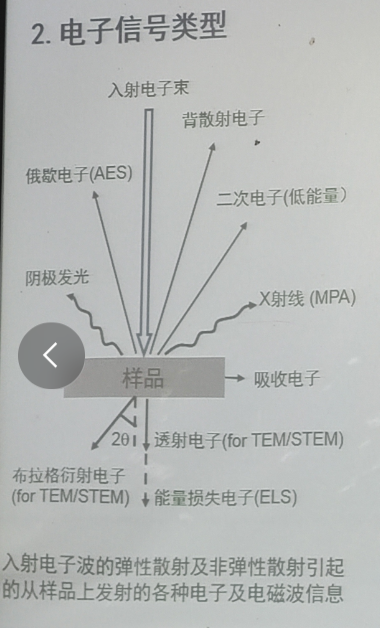 2. 电子信号类型
入射电子束
背散射电子
俄歇电子(AES)
二次电子(低能量)
阴极发光
X射线 (MPA)
样品
吸收电子
2θ
透射电子(for TEM/STEM)
布拉格衍射电子
(for TEM/STEM)
能量损失电子(ELS)
入射电子波的弹性散射及非弹性散射引起
的从样品上发射的各种电子及电磁波信息